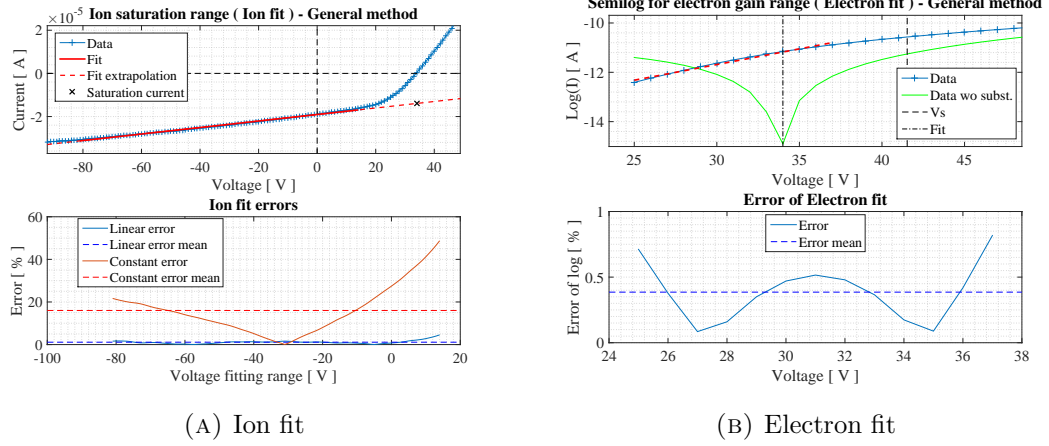 Ion saturation range ( Ion fit ) - General method
× 10⁻⁵
2
0
-2
Current [ A ]
Data
Fit
Fit extrapolation
Saturation current
-80 -60 -40 -20 0 20 40
Voltage [ V ]
Ion fit errors
60
40
20
0
Error [ % ]
Linear error
Linear error mean
Constant error
Constant error mean
-100 -80 -60 -40 -20 0 20
Voltage fitting range [ V ]
(A) Ion fit
Semilog for electron gain range ( Electron fit ) - General method
-10
-12
-14
Log(I) [ A ]
Data
Data wo subst.
Vs
Fit
25 30 35 40 45
Voltage [ V ]
Error of Electron fit
1
0.5
0
Error of log [ % ]
Error
Error mean
24 26 28 30 32 34 36 38
Voltage [ V ]
(B) Electron fit